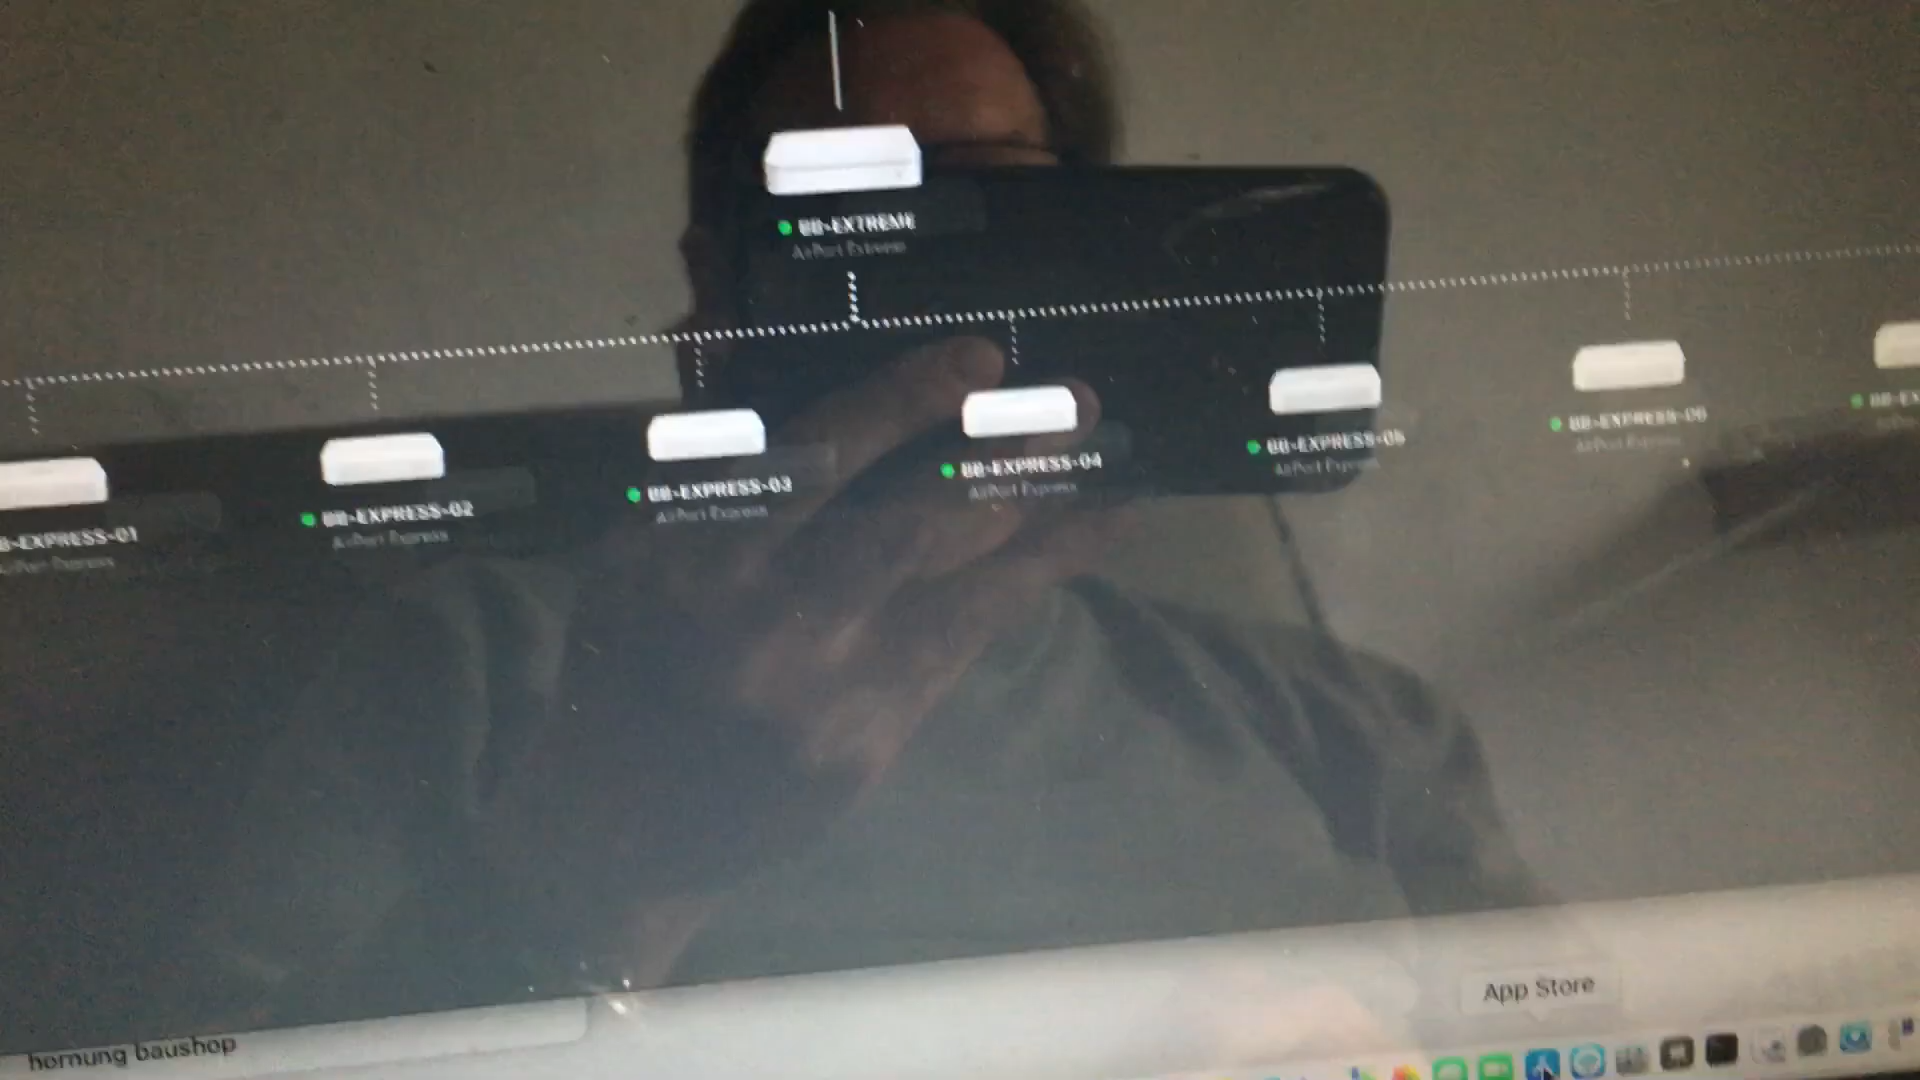 BB-EXTREME
AirPort Extreme
B-EXPRESS-01
AirPort Express
BB-EXPRESS-02
AirPort Express
BB-EXPRESS-03
AirPort Express
BB-EXPRESS-04
AirPort Express
BB-EXPRESS-05
AirPort Express
BB-EXPRESS-06
AirPort Express
BB-EX
App Store
hornung baushop